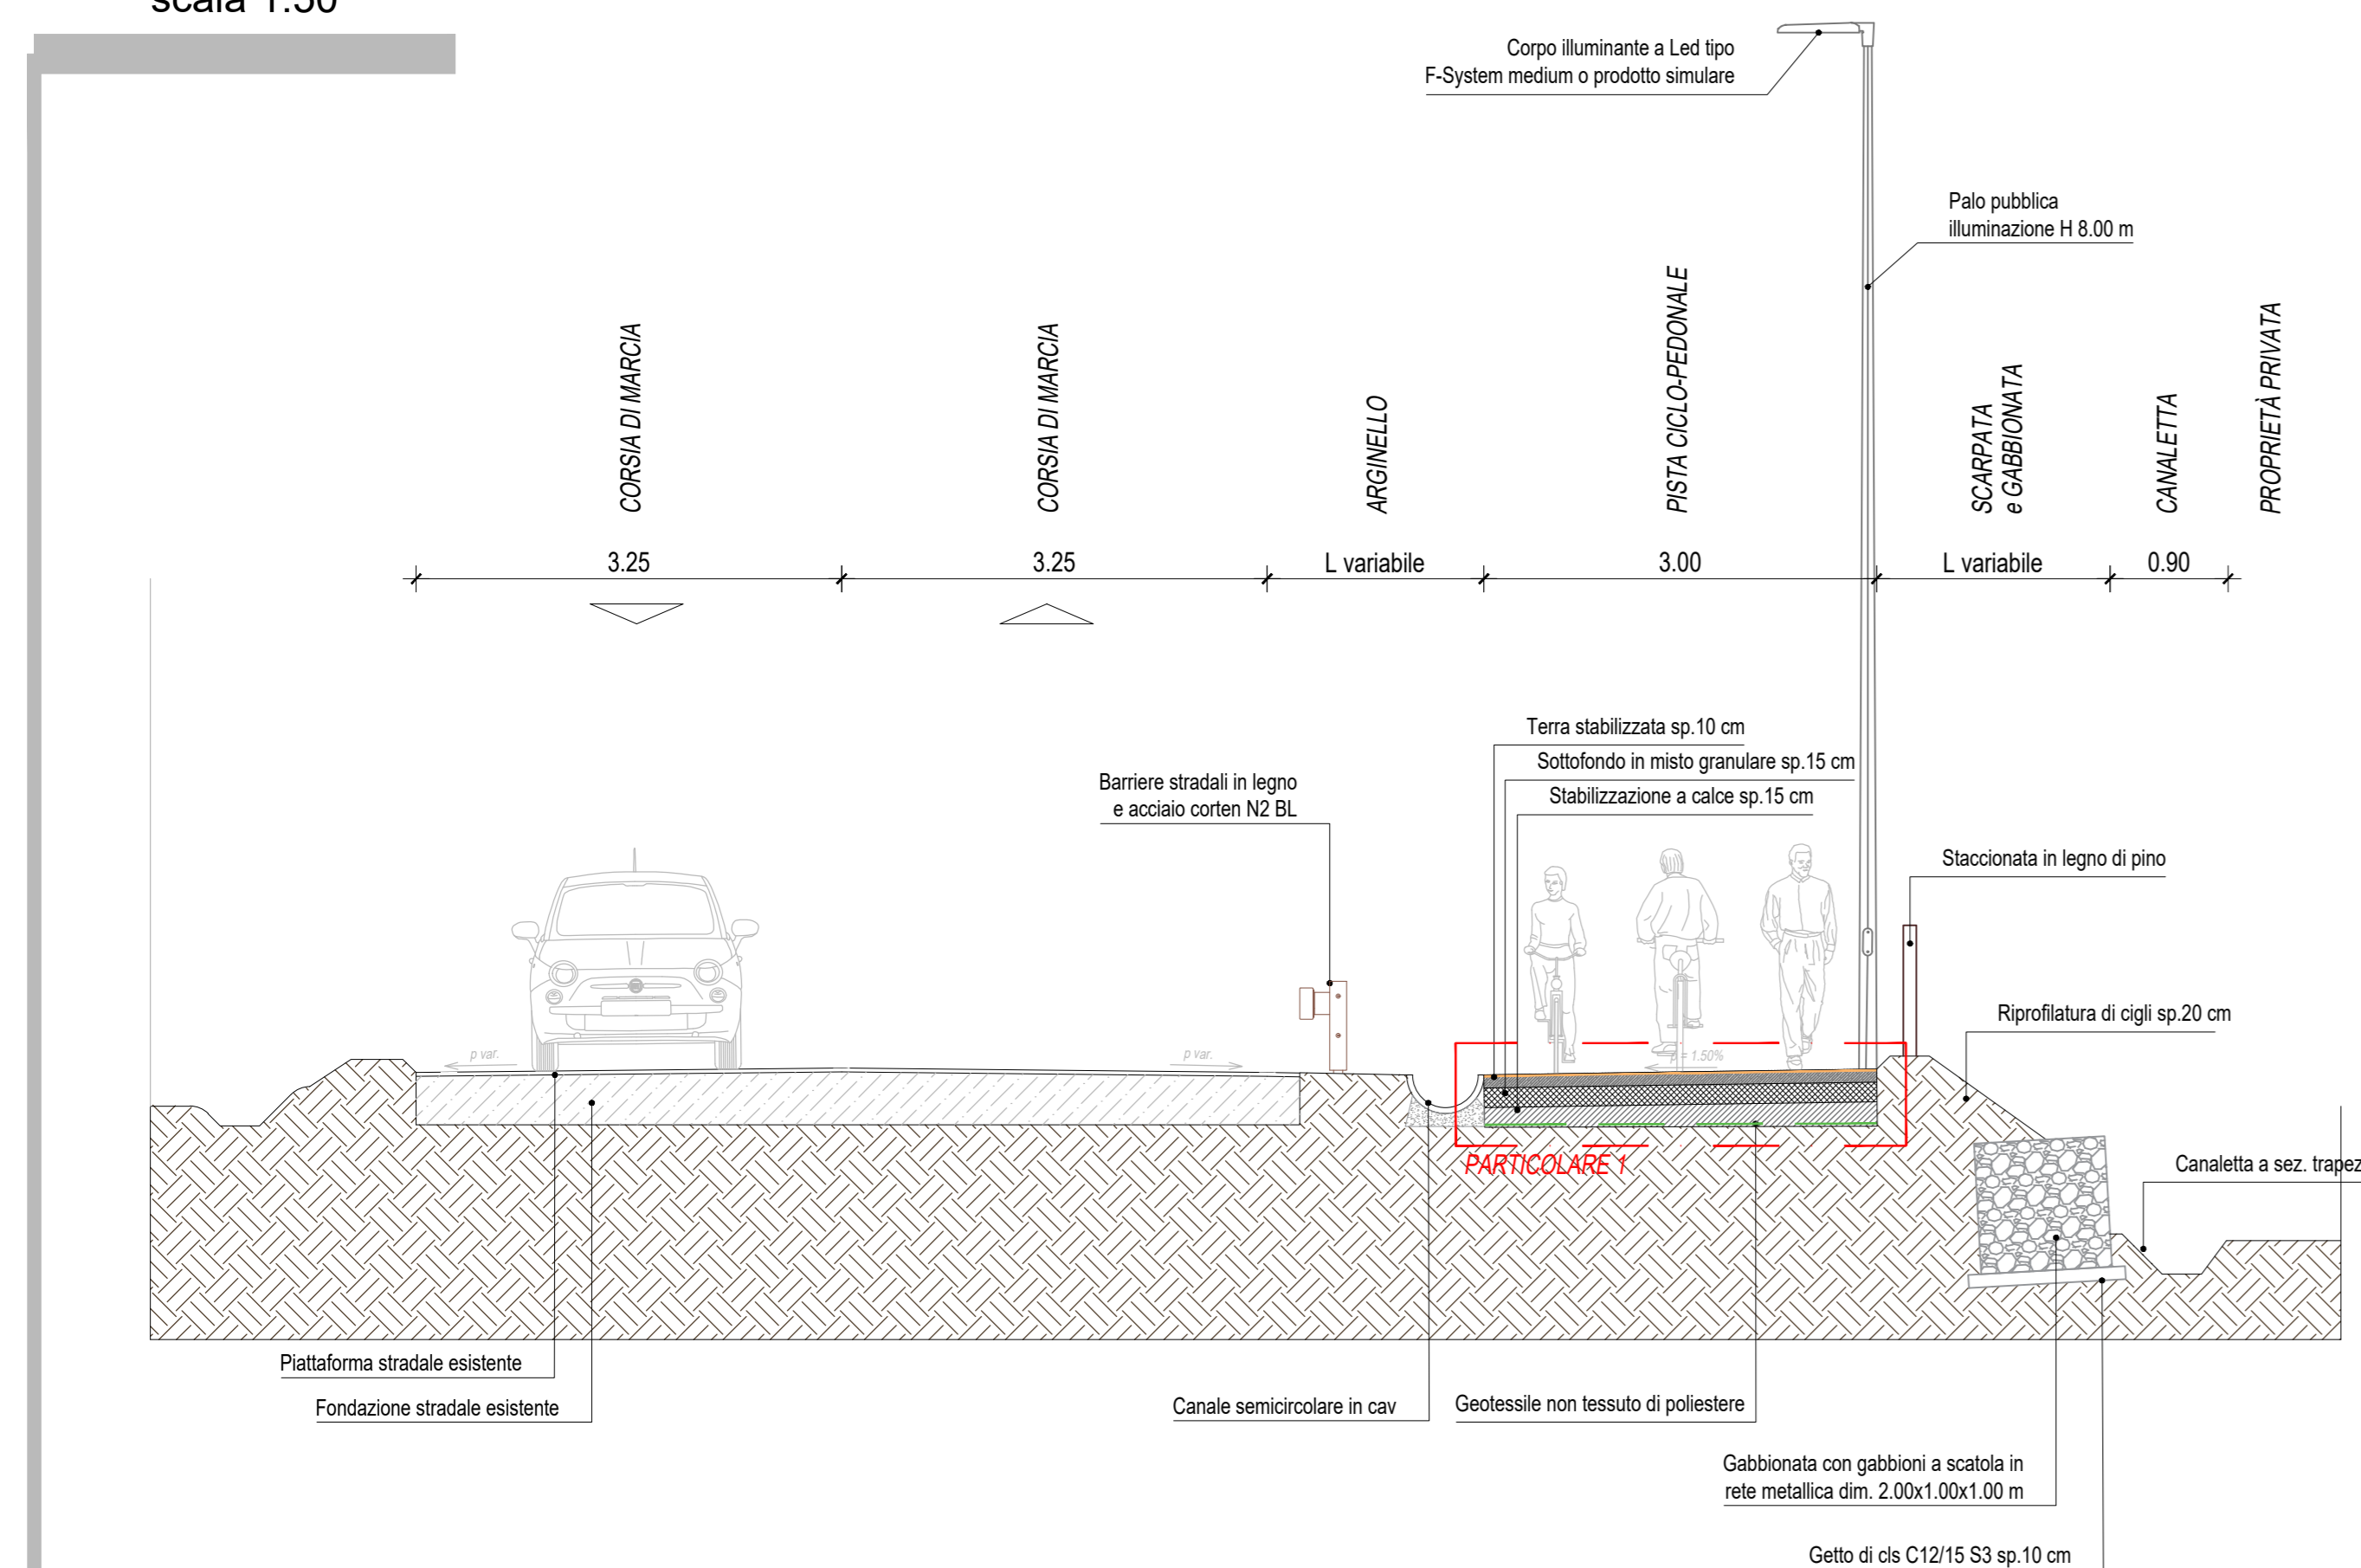 scala 1:50
Corpo illuminante a Led tipo
F-System medium o prodotto simulare
Palo pubblica
illuminazione H 8.00 m
CORSIA DI MARCIA
CORSIA DI MARCIA
ARGINELLO
PISTA CICLO-PEDONALE
SCARPATA
e GABBIONATA
CANALETTA
PROPRIETÀ PRIVATA
3.25
3.25
L variabile
3.00
L variabile
0.90
Terra stabilizzata sp.10 cm
Sottofondo in misto granulare sp.15 cm
Stabilizzazione a calce sp.15 cm
Barriere stradali in legno
e acciaio corten N2 BL
Staccionata in legno di pino
Riprofilatura di cigli sp.20 cm
p var.
p var.
p = 1.50%
PARTICOLARE 1
Canaletta a sez. trapez
Piattaforma stradale esistente
Fondazione stradale esistente
Canale semicircolare in cav
Geotessile non tessuto di poliestere
Gabbionata con gabbioni a scatola in
rete metallica dim. 2.00x1.00x1.00 m
Getto di cls C12/15 S3 sp.10 cm